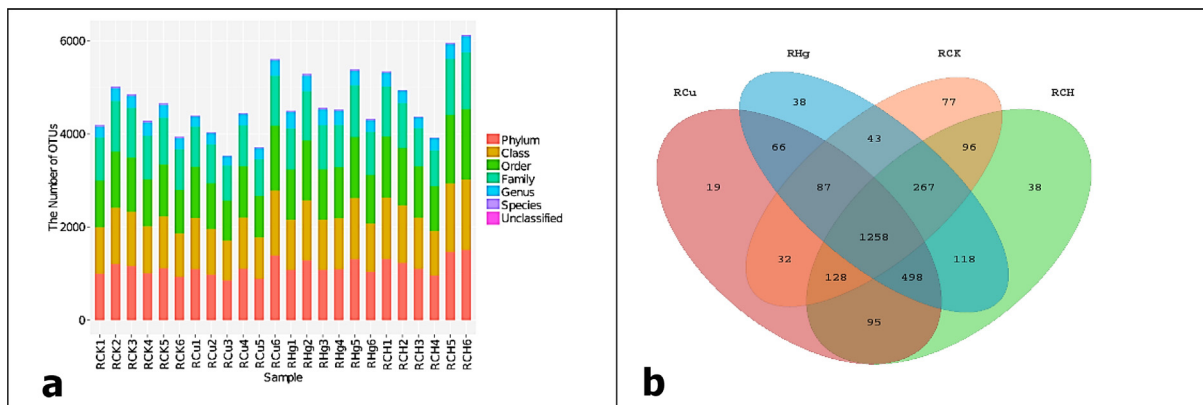 6000
4000
2000
0
The Number of OTUs
Phylum
Class
Order
Family
Genus
Species
Unclassified
RCK1
RCK2
RCK3
RCK4
RCK5
RCK6
RCu1
RCu2
RCu3
RCu4
RCu5
RCu6
RHg1
RHg2
RHg3
RHg4
RHg5
RHg6
RCH1
RCH2
RCH3
RCH4
RCH5
RCH6
Sample
a
RHg
RCK
RCu
RCH
38
77
43
66
96
19
87
267
38
1258
32
118
128
498
95
b